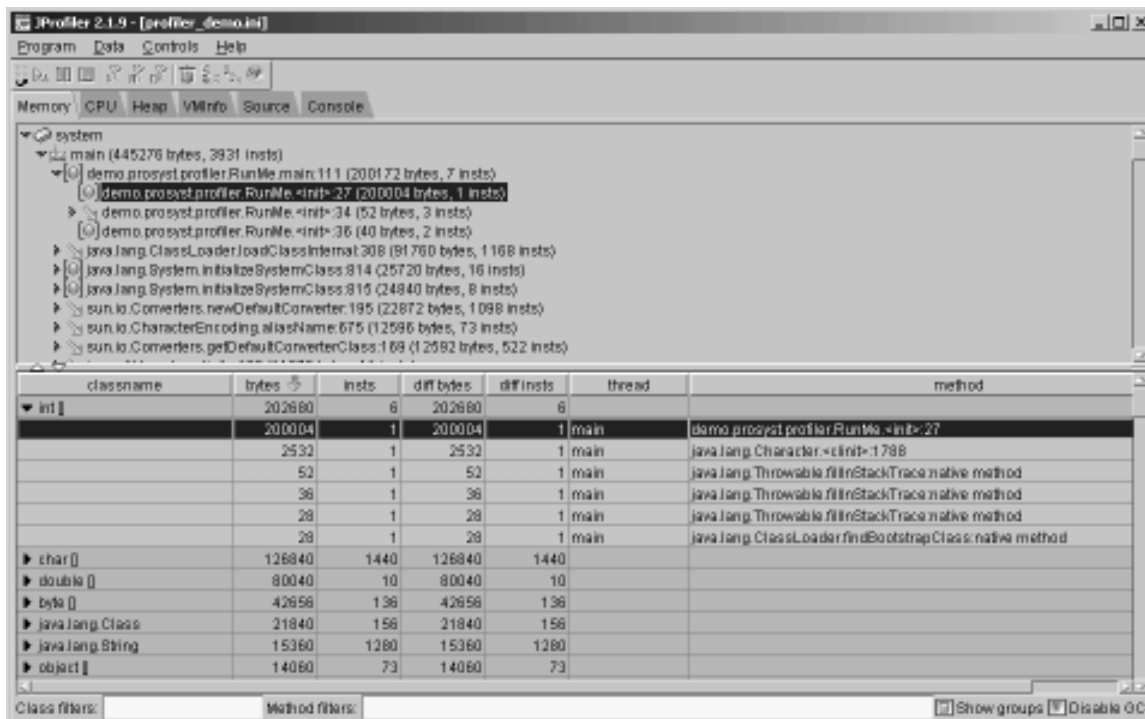 JProfiler 2.1.9 - [profiler_demo.ini]
Program Data Controls Help
Memory CPU Heap VMInfo Source Console
system
main (445276 bytes, 3931 insts)
demo.prosyst.profiler.RunMe.main:111 (200172 bytes, 7 insts)
demo.prosyst.profiler.RunMe.<init>:27 (200004 bytes, 1 insts)
demo.prosyst.profiler.RunMe.<init>:34 (52 bytes, 3 insts)
demo.prosyst.profiler.RunMe.<init>:36 (40 bytes, 2 insts)
java.lang.ClassLoader.loadClassInternal:308 (91760 bytes, 1168 insts)
java.lang.System.initializeSystemClass:814 (25720 bytes, 16 insts)
java.lang.System.initializeSystemClass:815 (24840 bytes, 8 insts)
sun.io.Converters.newDefaultConverter:195 (22872 bytes, 1098 insts)
sun.io.CharacterEncoding.aliasName:675 (12596 bytes, 73 insts)
sun.io.Converters.getDefaultConverterClass:169 (12592 bytes, 522 insts)
classname bytes insts diff bytes diff insts thread method
int [] 202680 6 202680 6
200004 1 200004 1 main demo.prosyst.profiler.RunMe.<init>:27
2532 1 2532 1 main java.lang.Character.<clinit>:1788
52 1 52 1 main java.lang.Throwable.fillInStackTrace:native method
36 1 36 1 main java.lang.Throwable.fillInStackTrace:native method
28 1 28 1 main java.lang.Throwable.fillInStackTrace:native method
28 1 28 1 main java.lang.ClassLoader.findBootstrapClass:native method
char [] 126840 1440 126840 1440
double [] 80040 10 80040 10
byte [] 42656 136 42656 136
java.lang.Class 21840 156 21840 156
java.lang.String 15360 1280 15360 1280
object [] 14060 73 14060 73
Class filters: Method filters: Show groups Disable GC